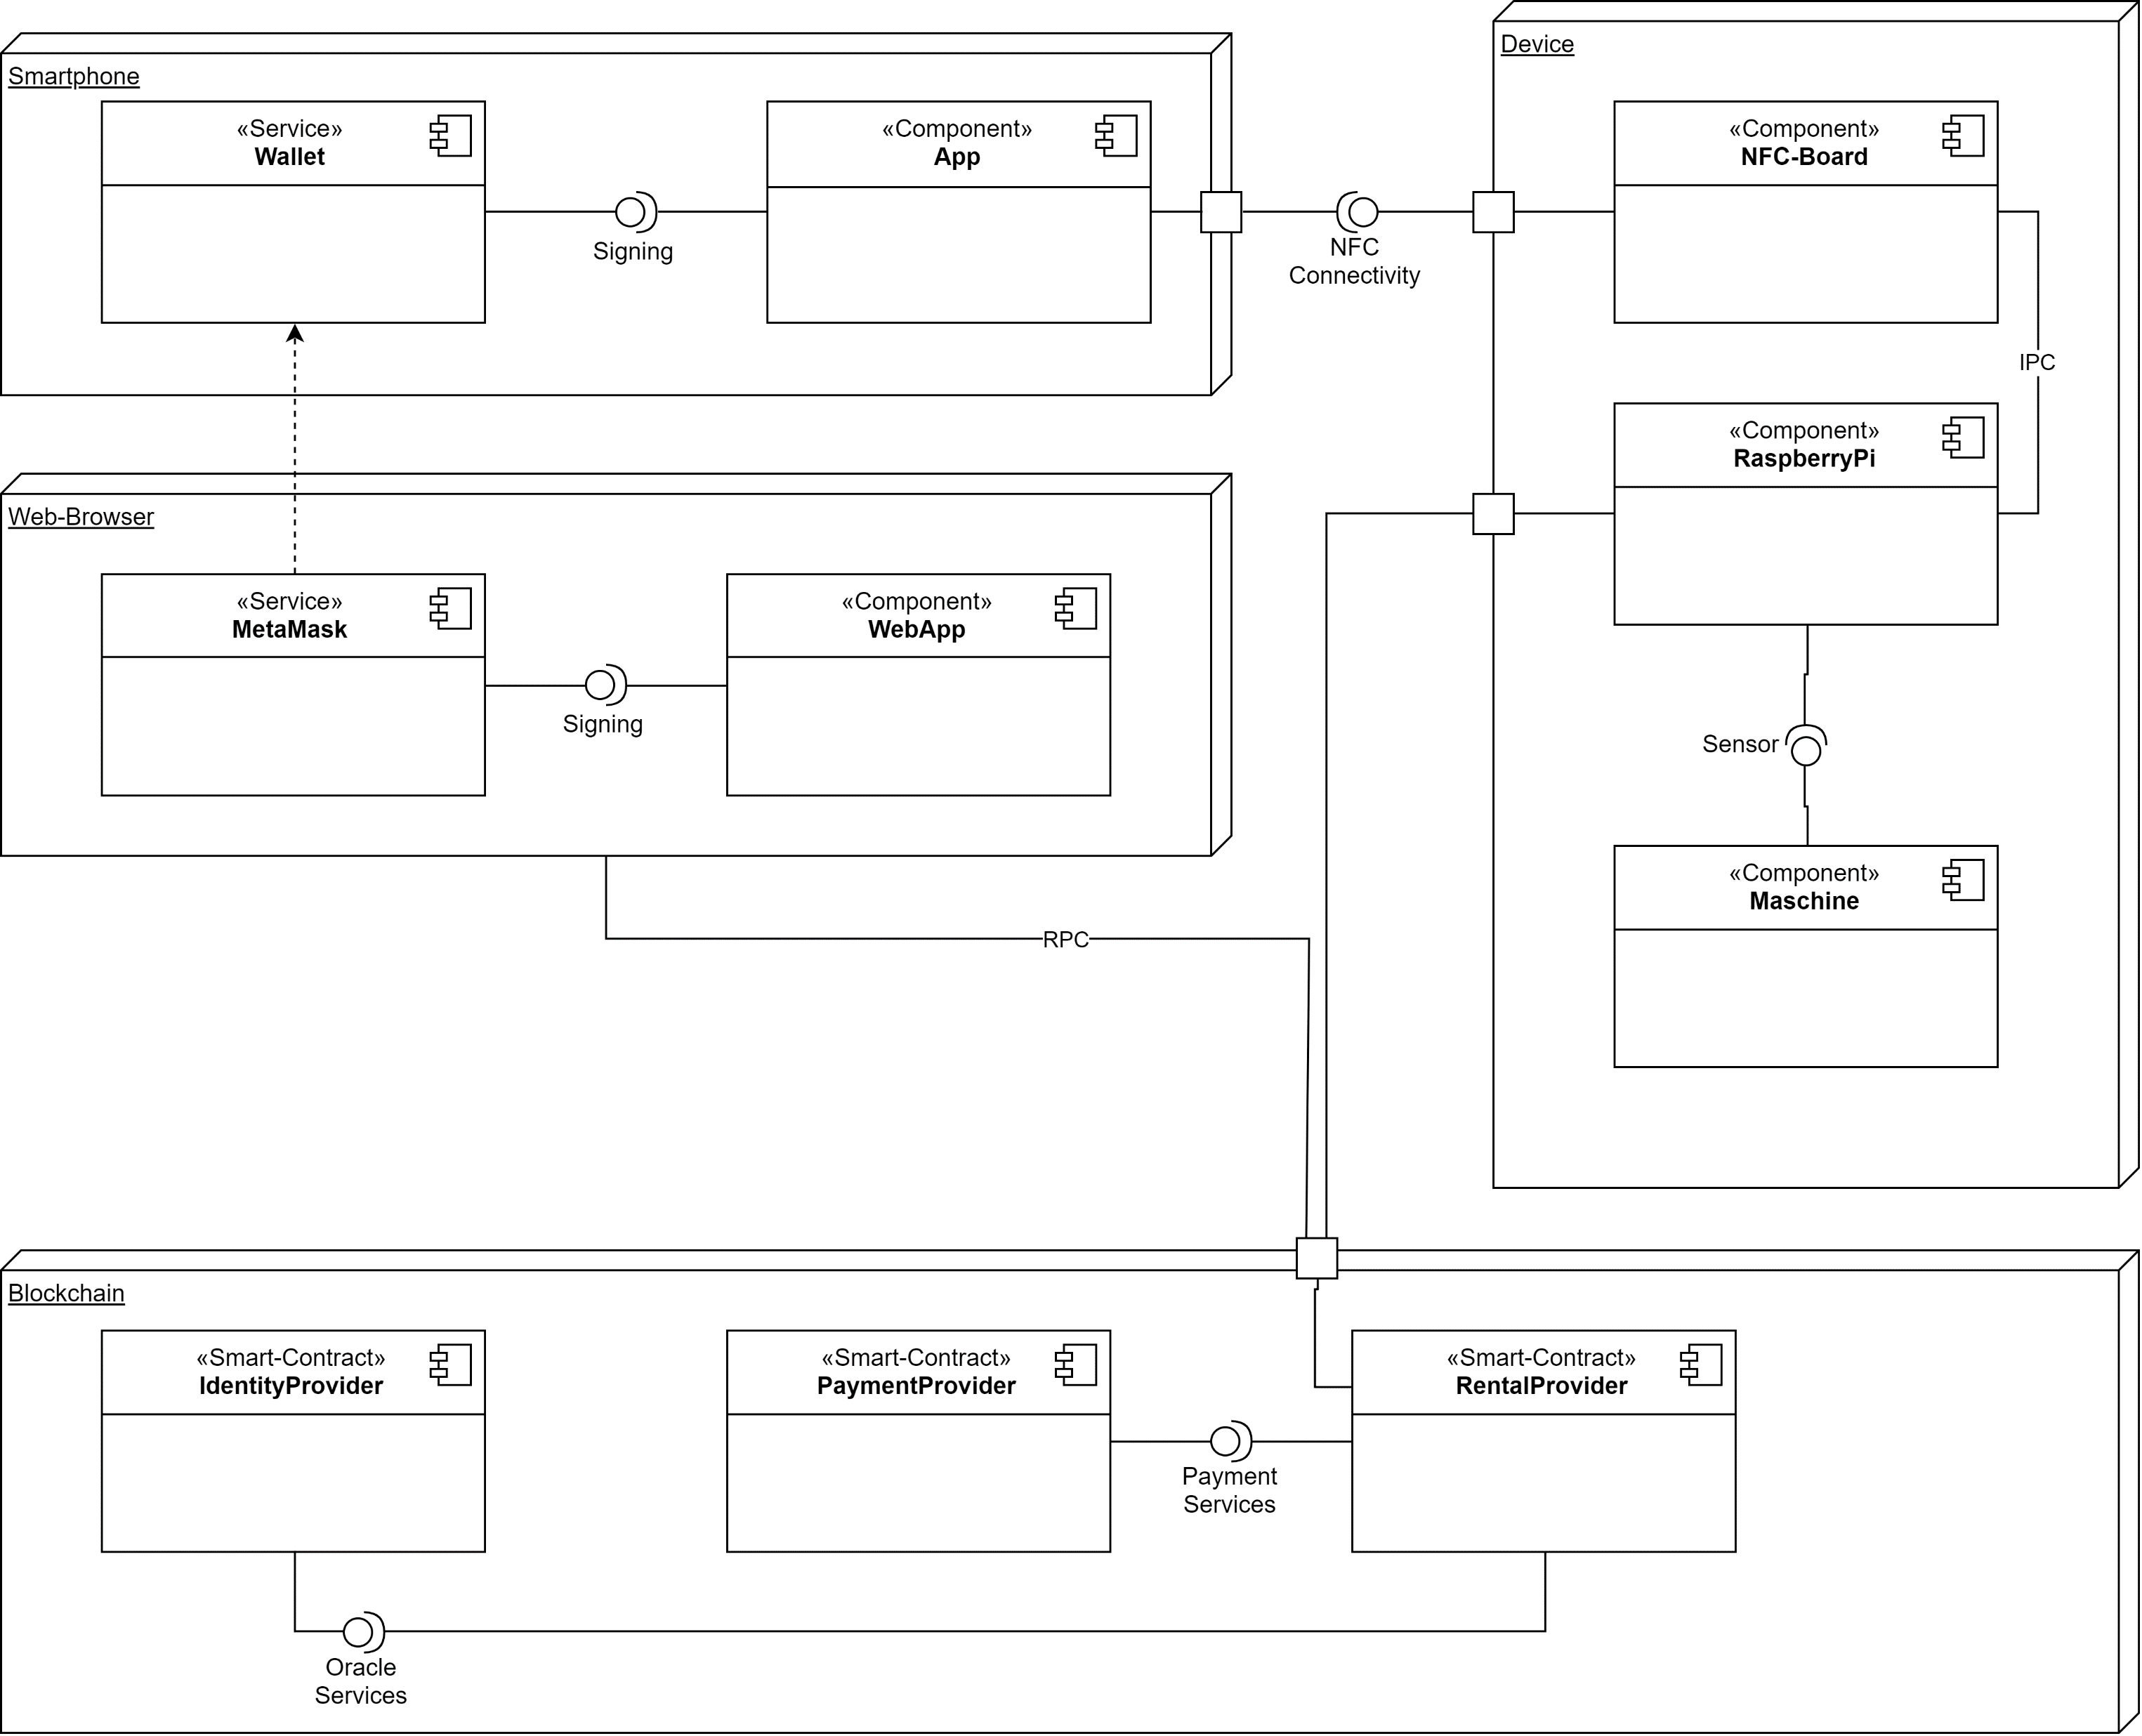 Smartphone
«Service»
Wallet
Signing
«Component»
App
NFC
Connectivity
Device
«Component»
NFC-Board
IPC
«Component»
RaspberryPi
Sensor
«Component»
Maschine
Web-Browser
«Service»
MetaMask
Signing
«Component»
WebApp
RPC
Blockchain
«Smart-Contract»
IdentityProvider
«Smart-Contract»
PaymentProvider
Payment
Services
«Smart-Contract»
RentalProvider
Oracle
Services